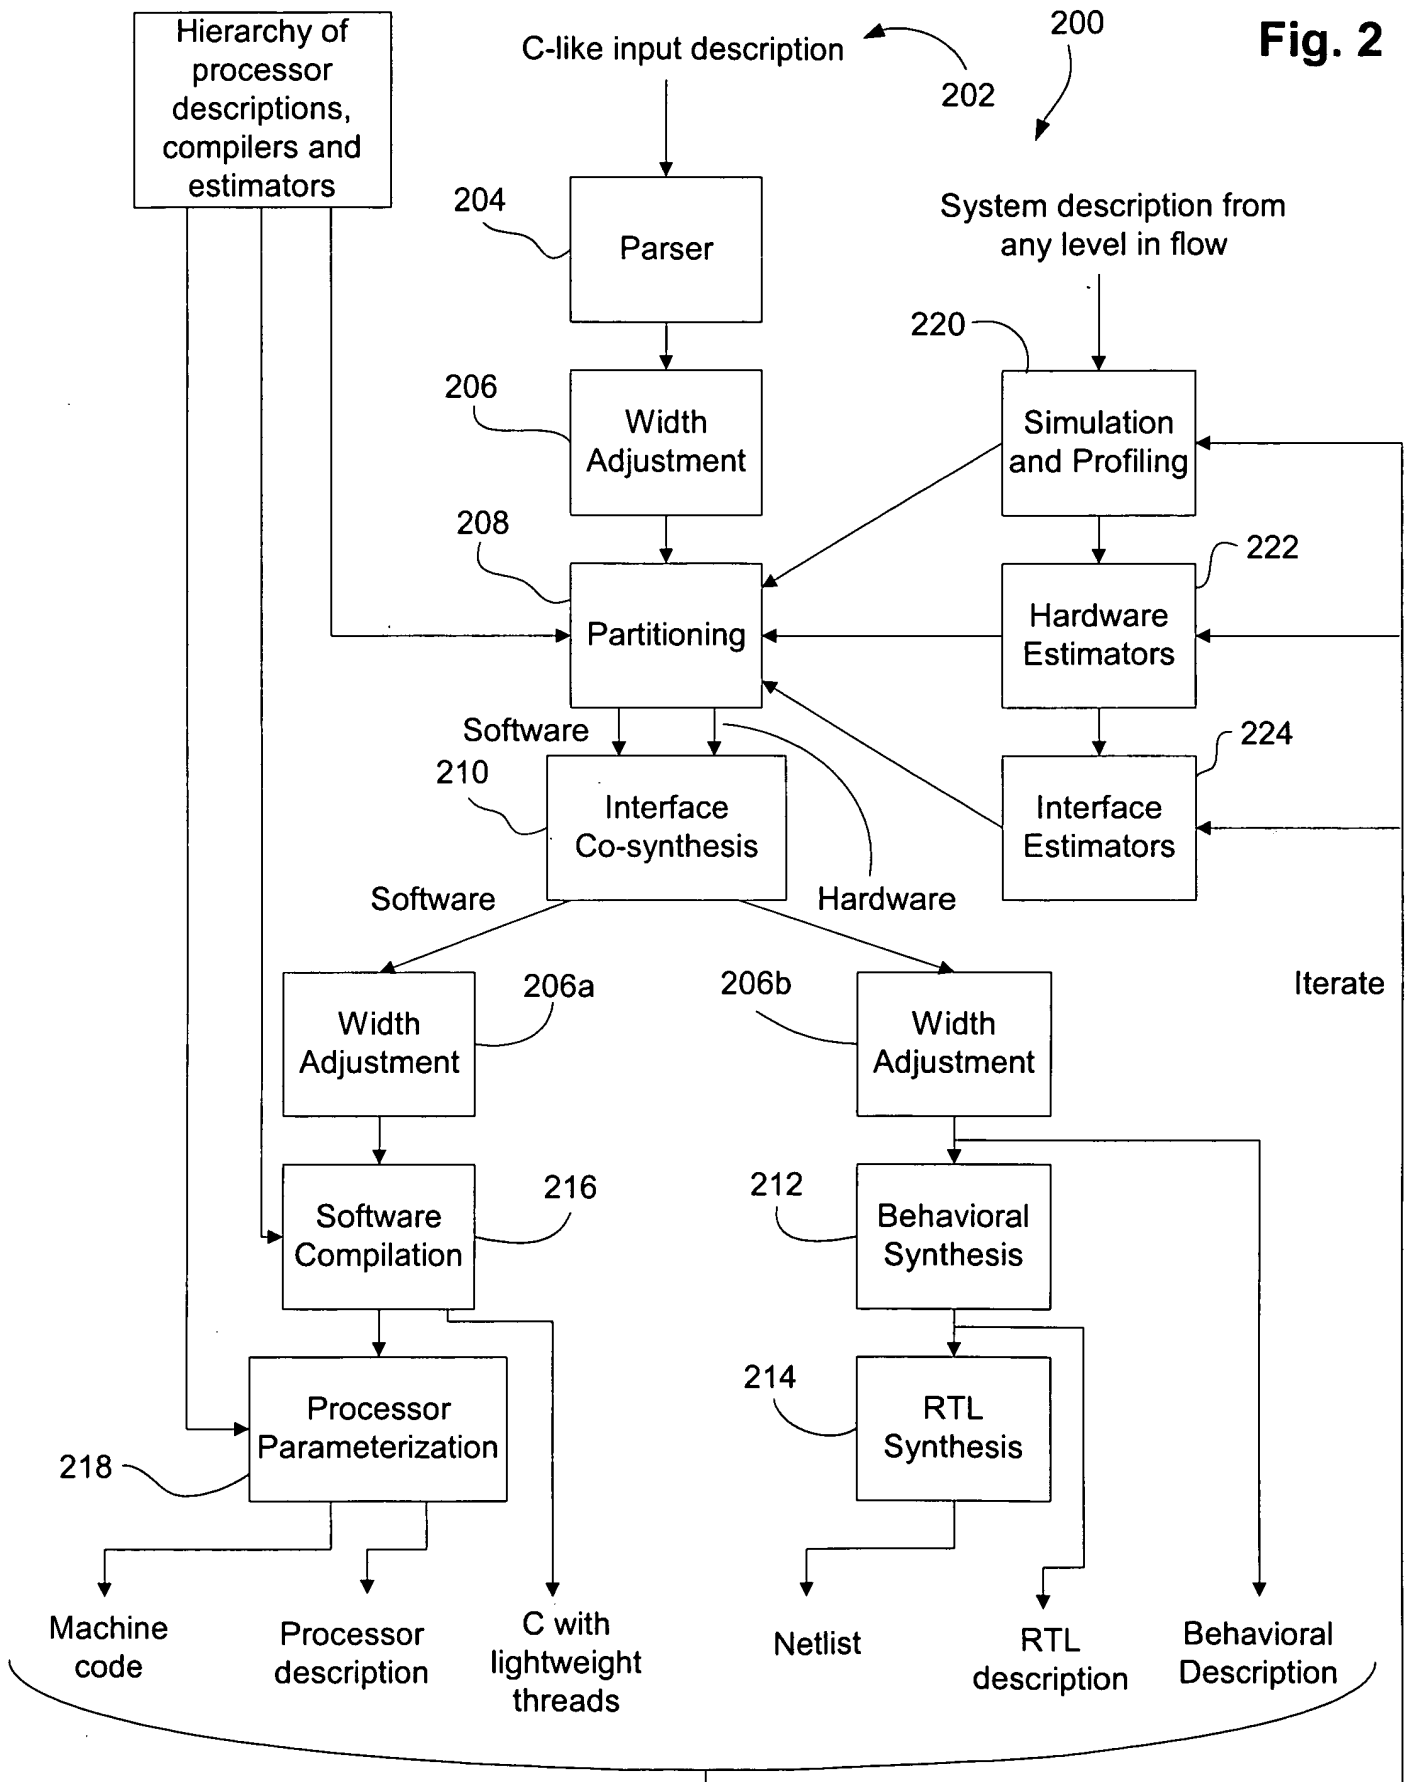 Hierarchy of
processor
descriptions,
compilers and
estimators
C-like input description
202
200
Fig. 2
204
Parser
System description from
any level in flow
220
206
Width
Adjustment
Simulation
and Profiling
208
Partitioning
222
Hardware
Estimators
Software
210
Interface
Co-synthesis
224
Interface
Estimators
Software
Hardware
Iterate
Width
Adjustment
206a
206b
Width
Adjustment
Software
Compilation
216
212
Behavioral
Synthesis
Processor
Parameterization
218
214
RTL
Synthesis
Machine
code
Processor
description
C with
lightweight
threads
Netlist
RTL
description
Behavioral
Description